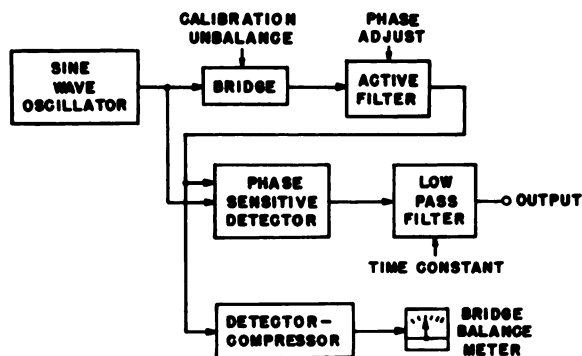 CALIBRATION
UNBALANCE
PHASE
ADJUST
SINE
WAVE
OSCILLATOR
BRIDGE
ACTIVE
FILTER
PHASE
SENSITIVE
DETECTOR
LOW
PASS
FILTER
OUTPUT
TIME CONSTANT
DETECTOR-
COMPRESSOR
BRIDGE
BALANCE
METER